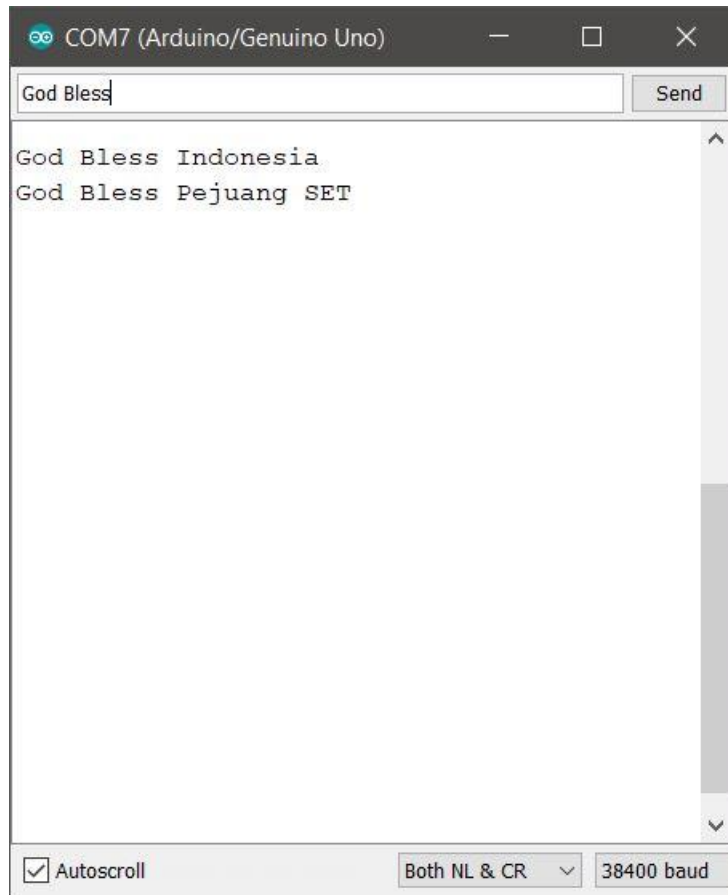 COM7 (Arduino/Genuino Uno)
God Bless Send
God Bless Indonesia
God Bless Pejuang SET
Autoscroll Both NL & CR 38400 baud